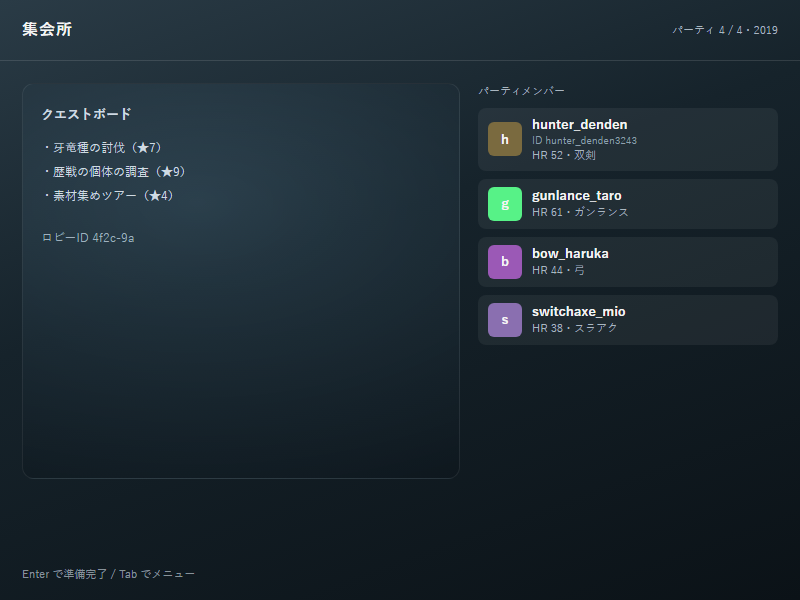 集会所
パーティ 4 / 4・2019
クエストボード
・牙竜種の討伐（★7）
・歴戦の個体の調査（★9）
・素材集めツアー（★4）
ロビーID 4f2c-9a
パーティメンバー
h
hunter_denden
ID hunter_denden3243
HR 52・双剣
g
gunlance_taro
HR 61・ガンランス
b
bow_haruka
HR 44・弓
s
switchaxe_mio
HR 38・スラアク
Enter で準備完了 / Tab でメニュー